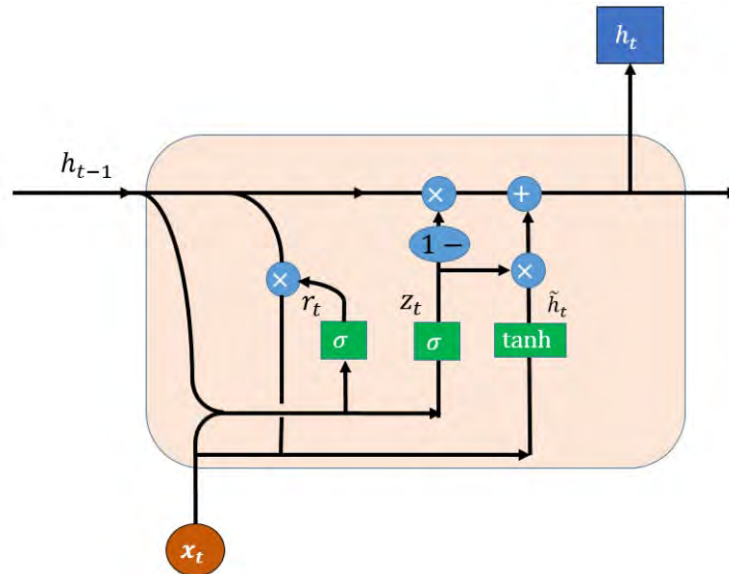 h_t
h_{t-1}
×
+
1 −
×
×
r_t
z_t
h̃_t
σ
σ
tanh
x_t